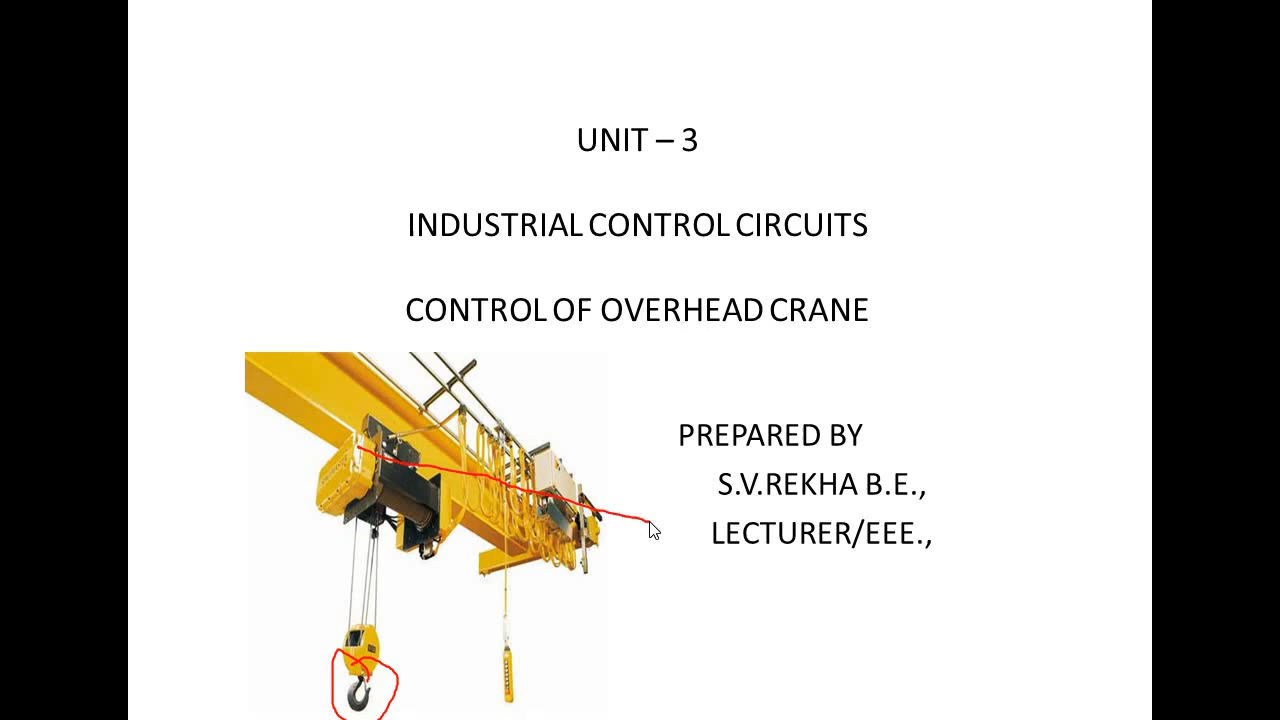 UNIT – 3
INDUSTRIAL CONTROL CIRCUITS
CONTROL OF OVERHEAD CRANE
PREPARED BY
S.V.REKHA B.E.,
LECTURER/EEE.,